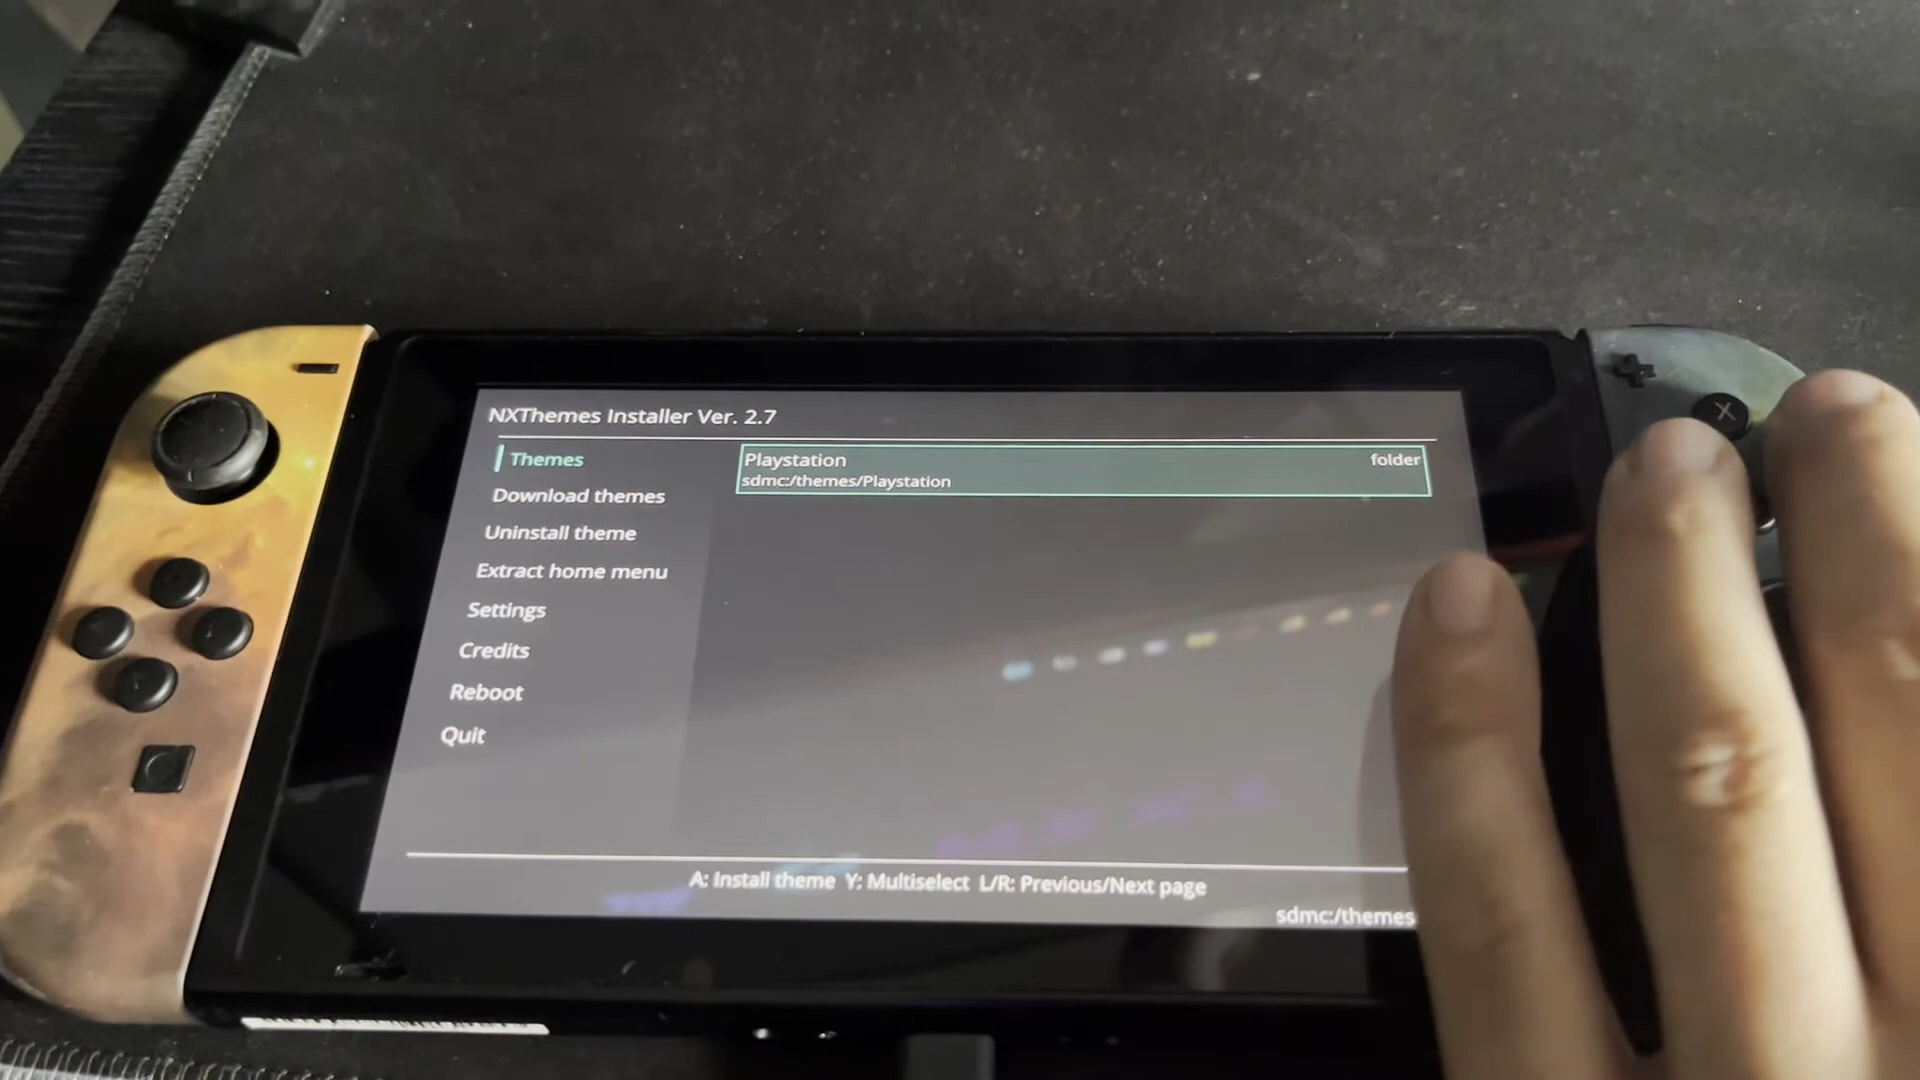 NXThemes Installer Ver. 2.7
Themes
Download themes
Uninstall theme
Extract home menu
Settings
Credits
Reboot
Quit
Playstation folder
sdmc:/themes/Playstation
A: Install theme Y: Multiselect L/R: Previous/Next page
sdmc:/themes
X